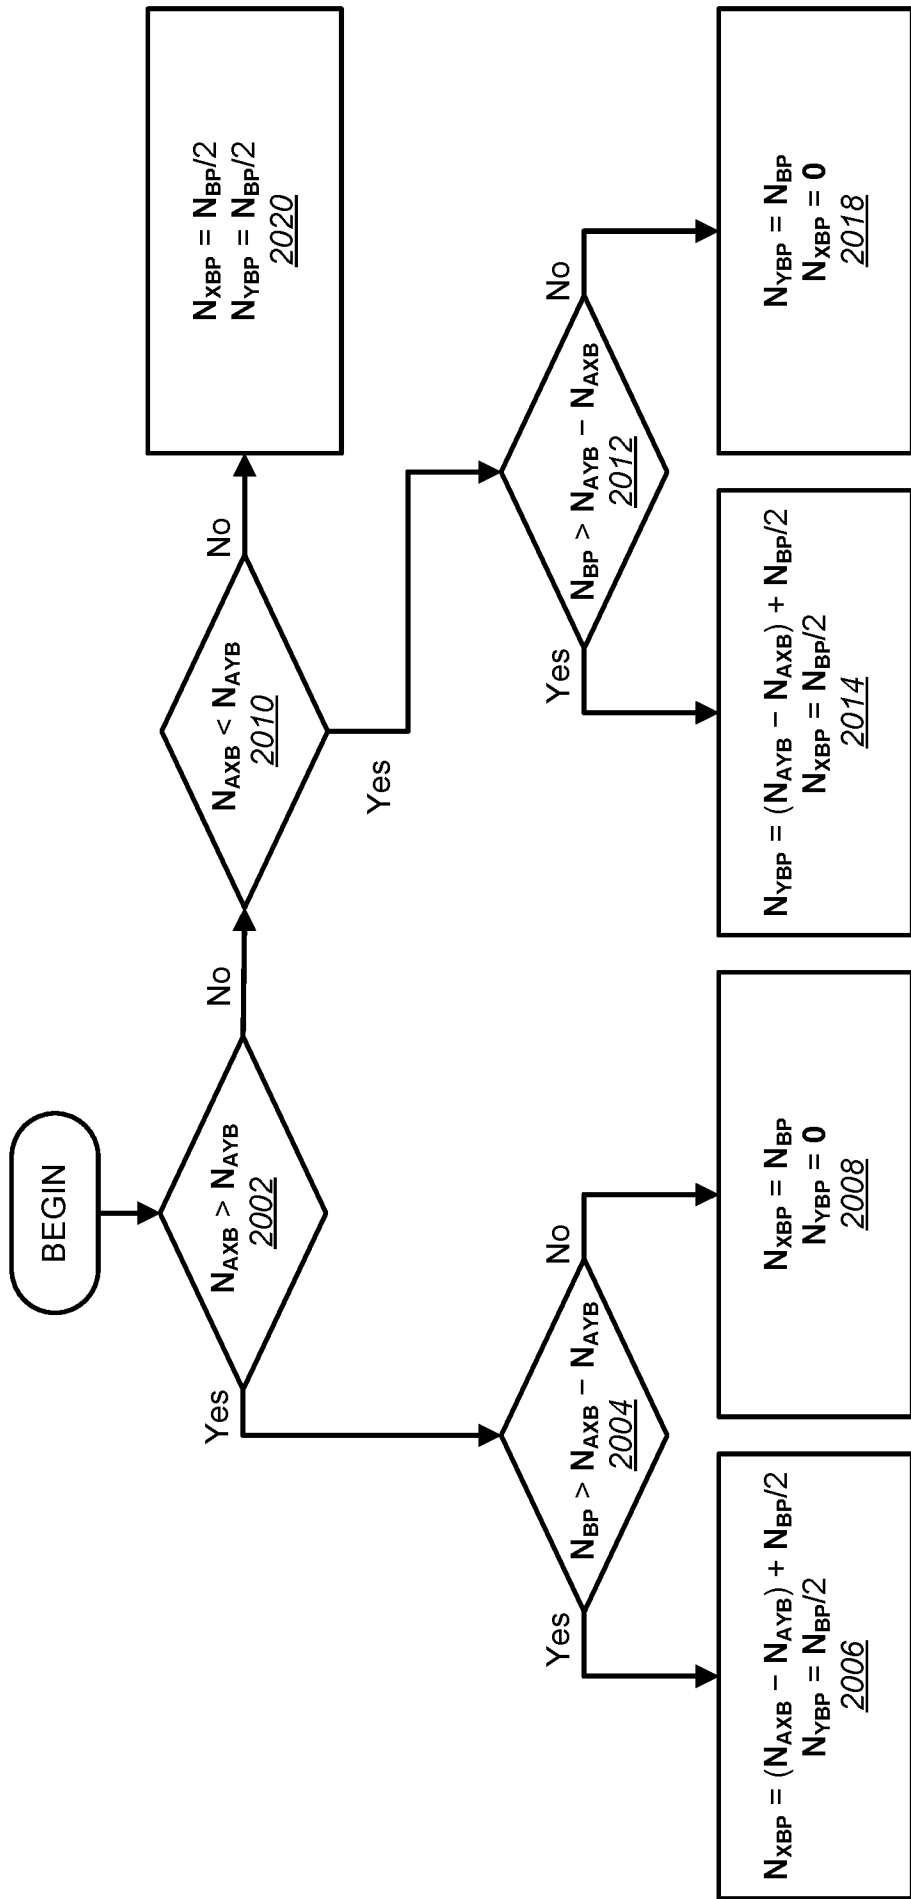 BEGIN
N_AXB > N_AYB
2002
Yes
No
N_AXB < N_AYB
2010
No
Yes
N_XBP = N_BP/2
N_YBP = N_BP/2
2020
N_BP > N_AXB − N_AYB
2004
Yes
No
N_BP > N_AYB − N_AXB
2012
Yes
No
N_XBP = (N_AXB − N_AYB) + N_BP/2
N_YBP = N_BP/2
2006
N_XBP = N_BP
N_YBP = 0
2008
N_YBP = (N_AYB − N_AXB) + N_BP/2
N_XBP = N_BP/2
2014
N_YBP = N_BP
N_XBP = 0
2018